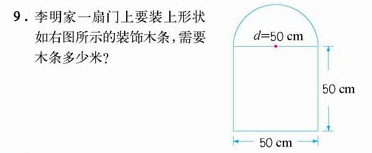 9．李明家一扇门上要装上形状
如右图所示的装饰木条，需要
木条多少米？
d=50 cm
50 cm
50 cm